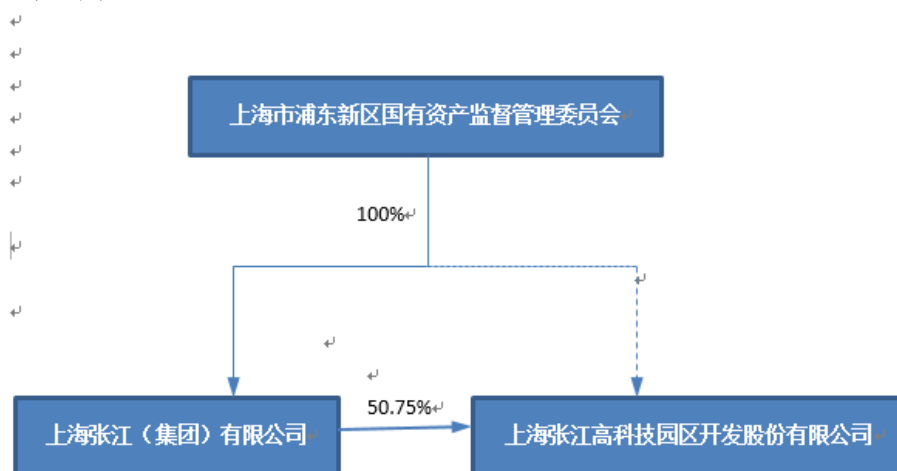 上海市浦东新区国有资产监督管理委员会
100%
50.75%
上海张江（集团）有限公司
上海张江高科技园区开发股份有限公司